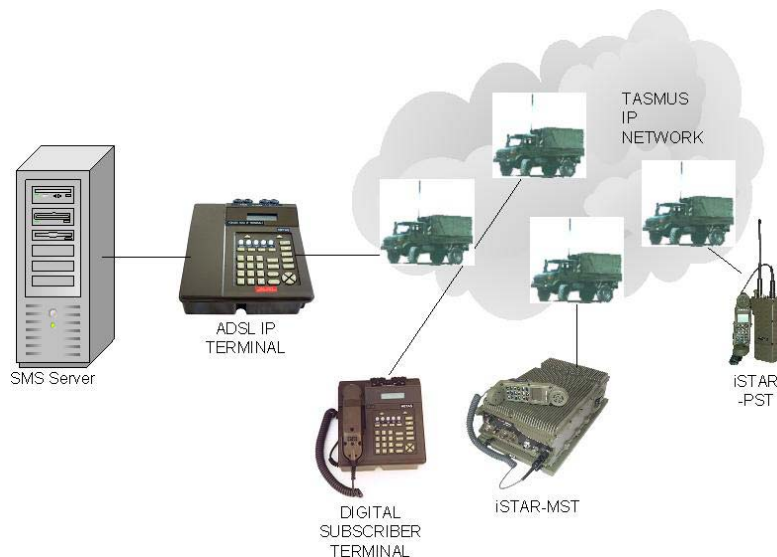 TASMUS
IP
NETWORK
ADSL IP
TERMINAL
SMS Server
iSTAR
-PST
iSTAR-MST
DIGITAL
SUBSCRIBER
TERMINAL